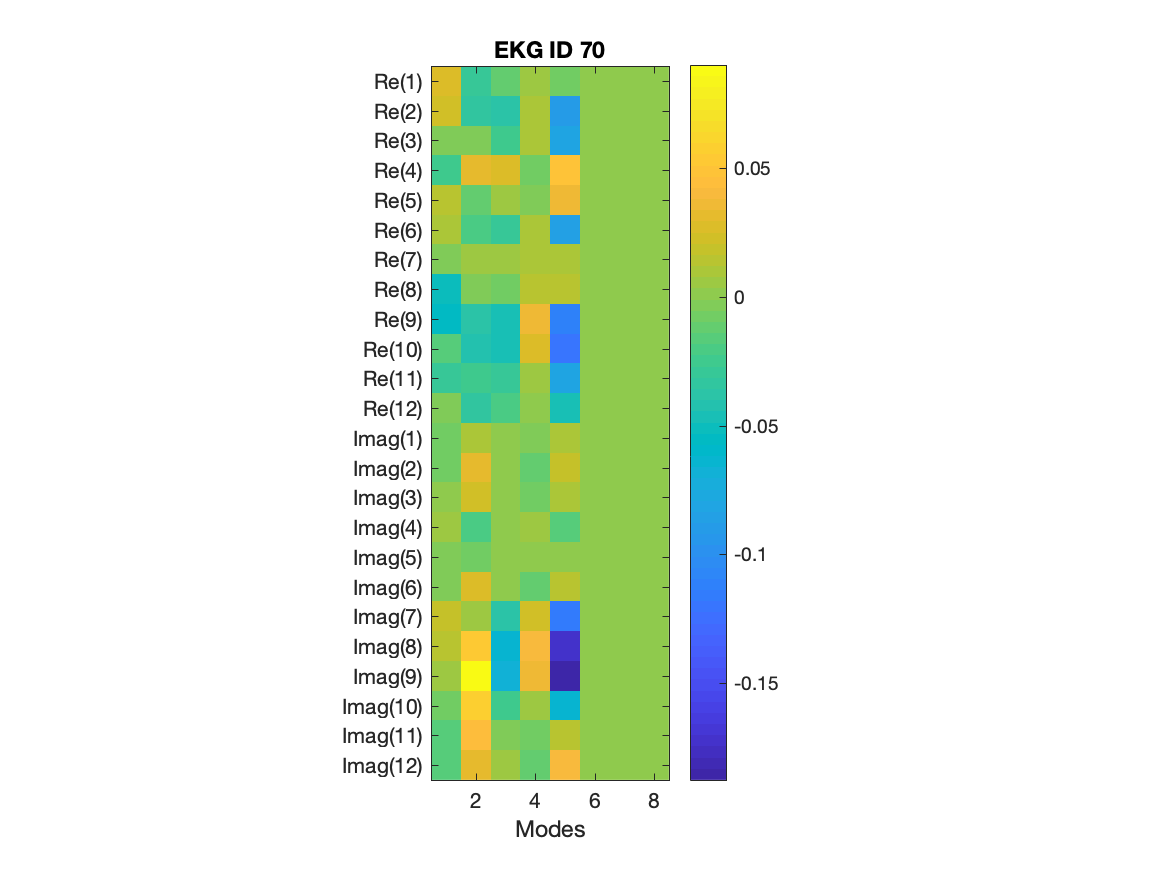 EKG ID 70
Re(1)
Re(2)
Re(3)
Re(4)
Re(5)
Re(6)
Re(7)
Re(8)
Re(9)
Re(10)
Re(11)
Re(12)
Imag(1)
Imag(2)
Imag(3)
Imag(4)
Imag(5)
Imag(6)
Imag(7)
Imag(8)
Imag(9)
Imag(10)
Imag(11)
Imag(12)
2 4 6 8
Modes
0.05
0
-0.05
-0.1
-0.15